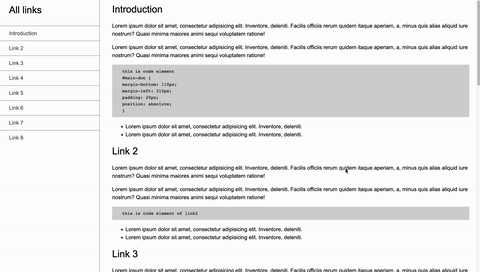 All links
Introduction
Link 2
Link 3
Link 4
Link 5
Link 6
Link 7
Link 8
Introduction
Lorem ipsum dolor sit amet, consectetur adipisicing elit. Inventore, deleniti. Facilis officiis rerum quidem itaque aperiam, a, minus quis alias aliquid iure
nostrum? Quasi minima maiores animi sequi voluptatem ratione!
Lorem ipsum dolor sit amet, consectetur adipisicing elit. Inventore, deleniti. Facilis officiis rerum quidem itaque aperiam, a, minus quis alias aliquid iure
nostrum? Quasi minima maiores animi sequi voluptatem ratione!
this is code element
#main-doc {
margin-bottom: 110px;
margin-left: 310px;
padding: 20px;
position: absolute;
}
• Lorem ipsum dolor sit amet, consectetur adipisicing elit. Inventore, deleniti.
• Lorem ipsum dolor sit amet, consectetur adipisicing elit. Inventore, deleniti.
Link 2
Lorem ipsum dolor sit amet, consectetur adipisicing elit. Inventore, deleniti. Facilis officiis rerum quidem itaque aperiam, a, minus quis alias aliquid iure
nostrum? Quasi minima maiores animi sequi voluptatem ratione!
Lorem ipsum dolor sit amet, consectetur adipisicing elit. Inventore, deleniti. Facilis officiis rerum quidem itaque aperiam, a, minus quis alias aliquid iure
nostrum? Quasi minima maiores animi sequi voluptatem ratione!
this is code element of link2
• Lorem ipsum dolor sit amet, consectetur adipisicing elit. Inventore, deleniti.
• Lorem ipsum dolor sit amet, consectetur adipisicing elit. Inventore, deleniti.
Link 3
Lorem ipsum dolor sit amet, consectetur adipisicing elit. Inventore, deleniti. Facilis officiis rerum quidem itaque aperiam, a, minus quis alias aliquid iure